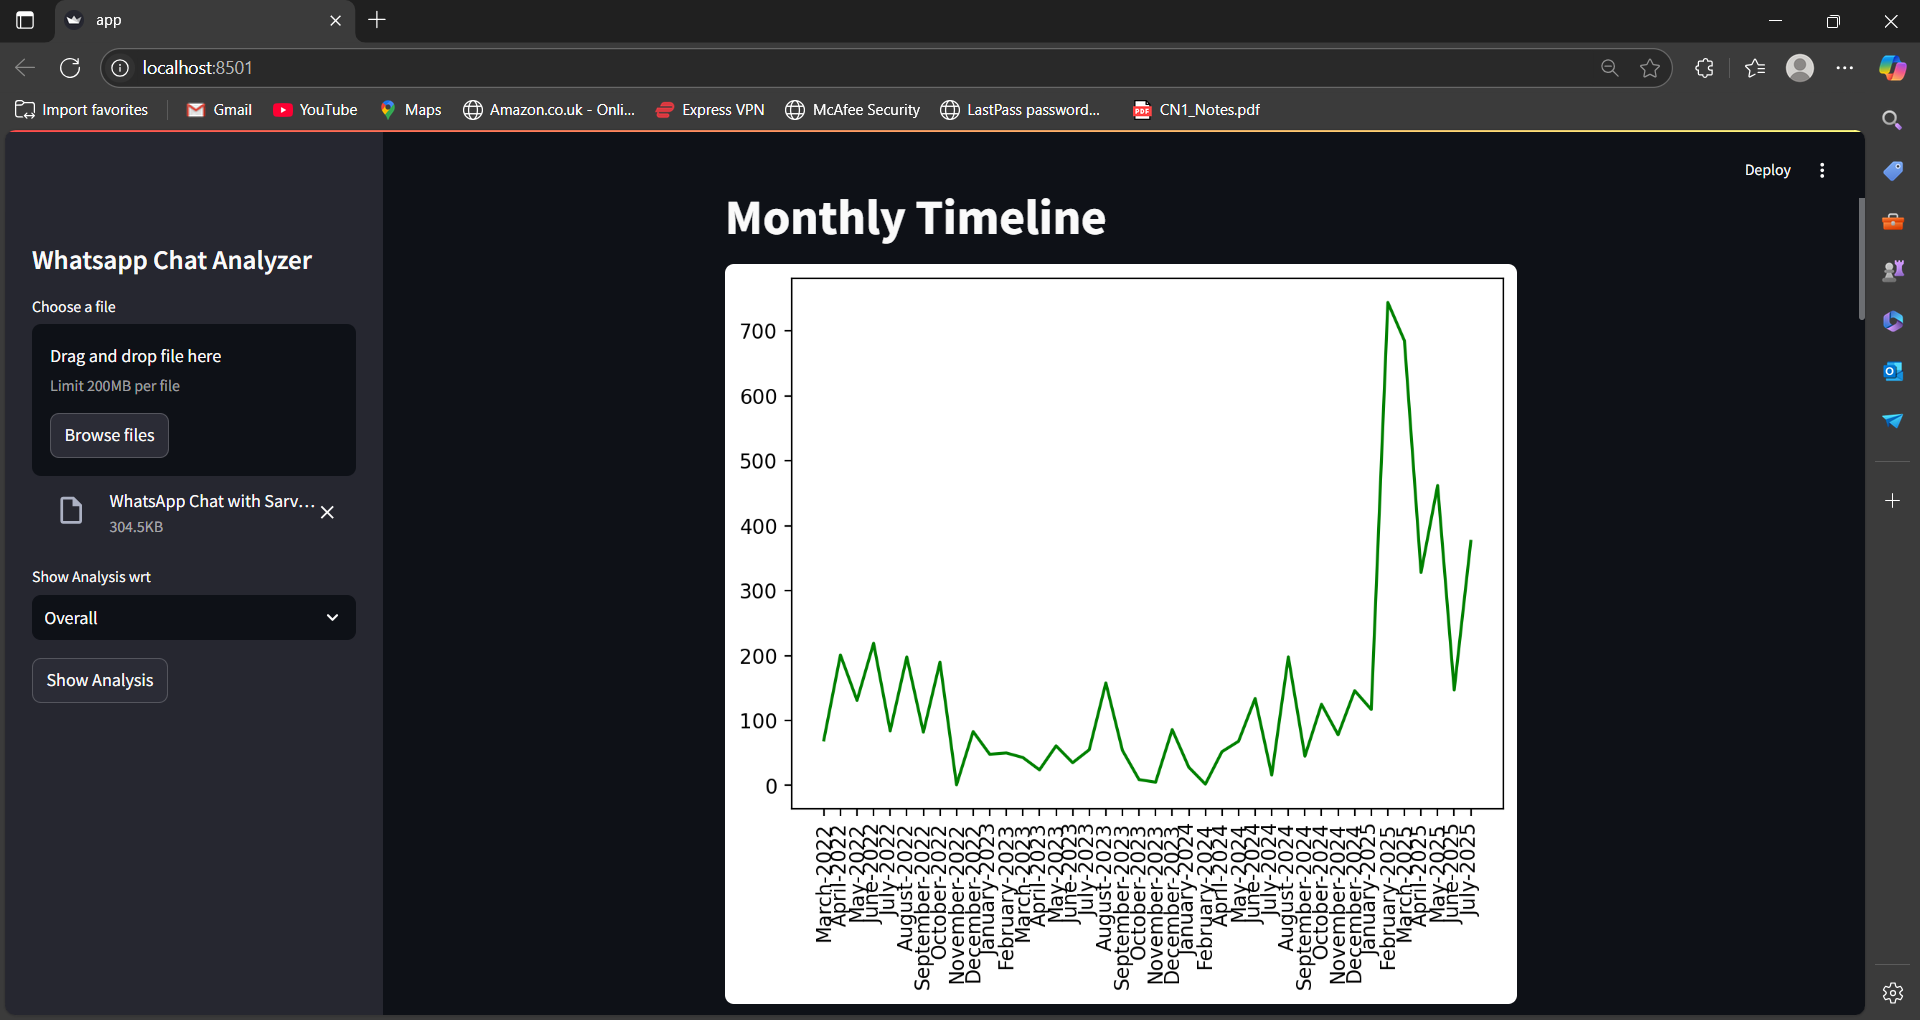 app
localhost:8501
Import favorites
Gmail
YouTube
Maps
Amazon.co.uk - Onli...
Express VPN
McAfee Security
LastPass password...
CN1_Notes.pdf
Deploy
Whatsapp Chat Analyzer
Choose a file
Drag and drop file here
Limit 200MB per file
Browse files
WhatsApp Chat with Sarv...
304.5KB
Show Analysis wrt
Overall
Show Analysis
Monthly Timeline
700
600
500
400
300
200
100
0
March-2022
April-2022
May-2022
June-2022
July-2022
August-2022
September-2022
October-2022
November-2022
December-2022
January-2023
February-2023
March-2023
April-2023
May-2023
June-2023
July-2023
August-2023
September-2023
October-2023
November-2023
December-2023
January-2024
February-2024
April-2024
May-2024
June-2024
July-2024
August-2024
September-2024
October-2024
November-2024
December-2024
January-2025
February-2025
March-2025
April-2025
May-2025
June-2025
July-2025